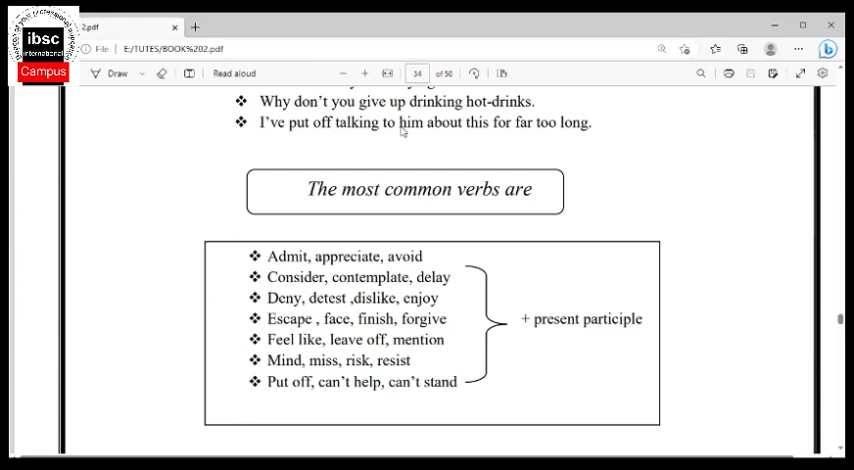 2.pdf
File E:/TUTES/BOOK%202.pdf
Draw Read aloud 34 of 50
❖ Why don't you give up drinking hot-drinks.
❖ I've put off talking to him about this for far too long.
The most common verbs are
❖ Admit, appreciate, avoid
❖ Consider, contemplate, delay
❖ Deny, detest ,dislike, enjoy
❖ Escape , face, finish, forgive
❖ Feel like, leave off, mention
❖ Mind, miss, risk, resist
❖ Put off, can't help, can't stand
+ present participle
ibsc
international
Campus